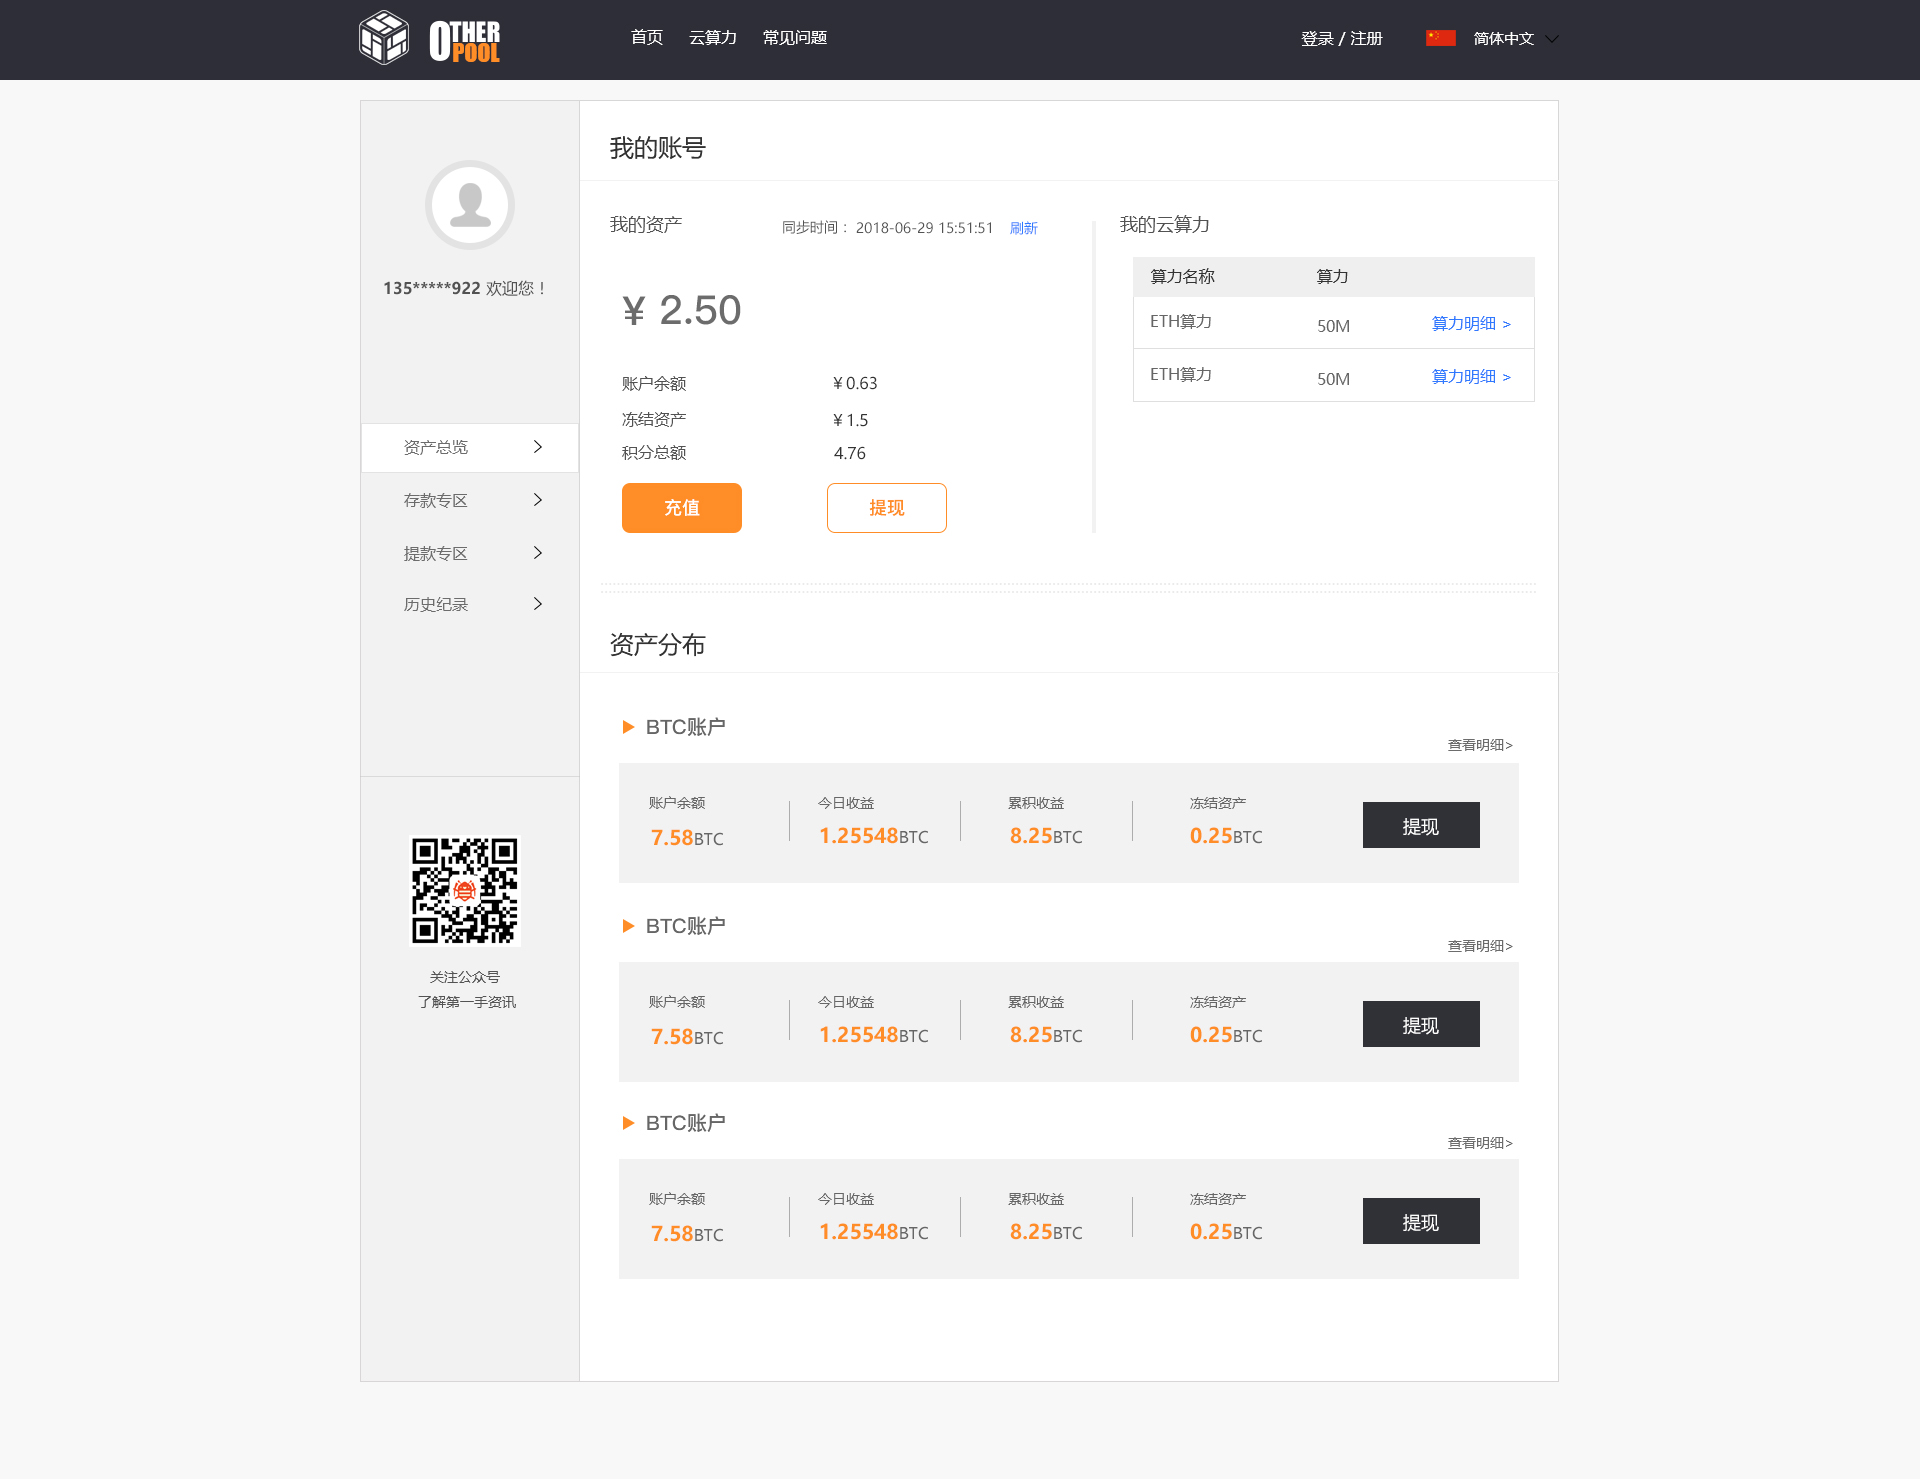 OTHER
POOL
首页 云算力 常见问题
登录 / 注册 简体中文
135*****922 欢迎您！
资产总览
存款专区
提款专区
历史纪录
关注公众号
了解第一手资讯
我的账号
我的资产 同步时间： 2018-06-29 15:51:51 刷新
¥ 2.50
账户余额 ¥ 0.63
冻结资产 ¥ 1.5
积分总额 4.76
充值 提现
我的云算力
算力名称 算力
ETH算力 50M 算力明细 >
ETH算力 50M 算力明细 >
资产分布
BTC账户
查看明细>
账户余额 今日收益 累积收益 冻结资产
7.58BTC 1.25548BTC 8.25BTC 0.25BTC
提现
BTC账户
查看明细>
账户余额 今日收益 累积收益 冻结资产
7.58BTC 1.25548BTC 8.25BTC 0.25BTC
提现
BTC账户
查看明细>
账户余额 今日收益 累积收益 冻结资产
7.58BTC 1.25548BTC 8.25BTC 0.25BTC
提现